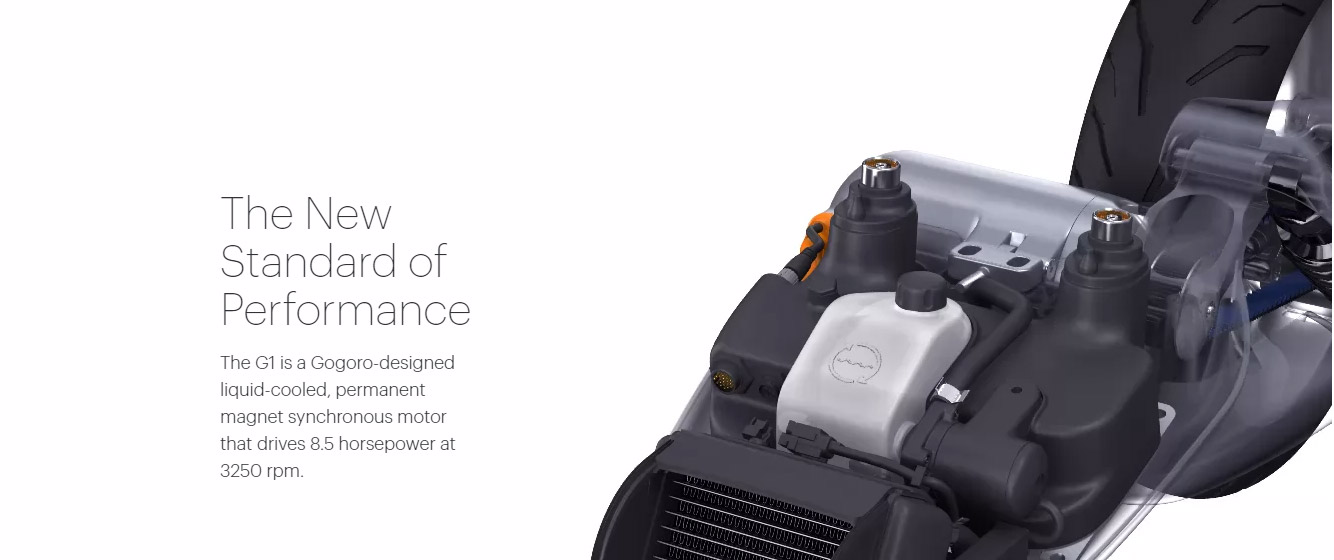 The New
Standard of
Performance
The G1 is a Gogoro-designed
liquid-cooled, permanent
magnet synchronous motor
that drives 8.5 horsepower at
3250 rpm.